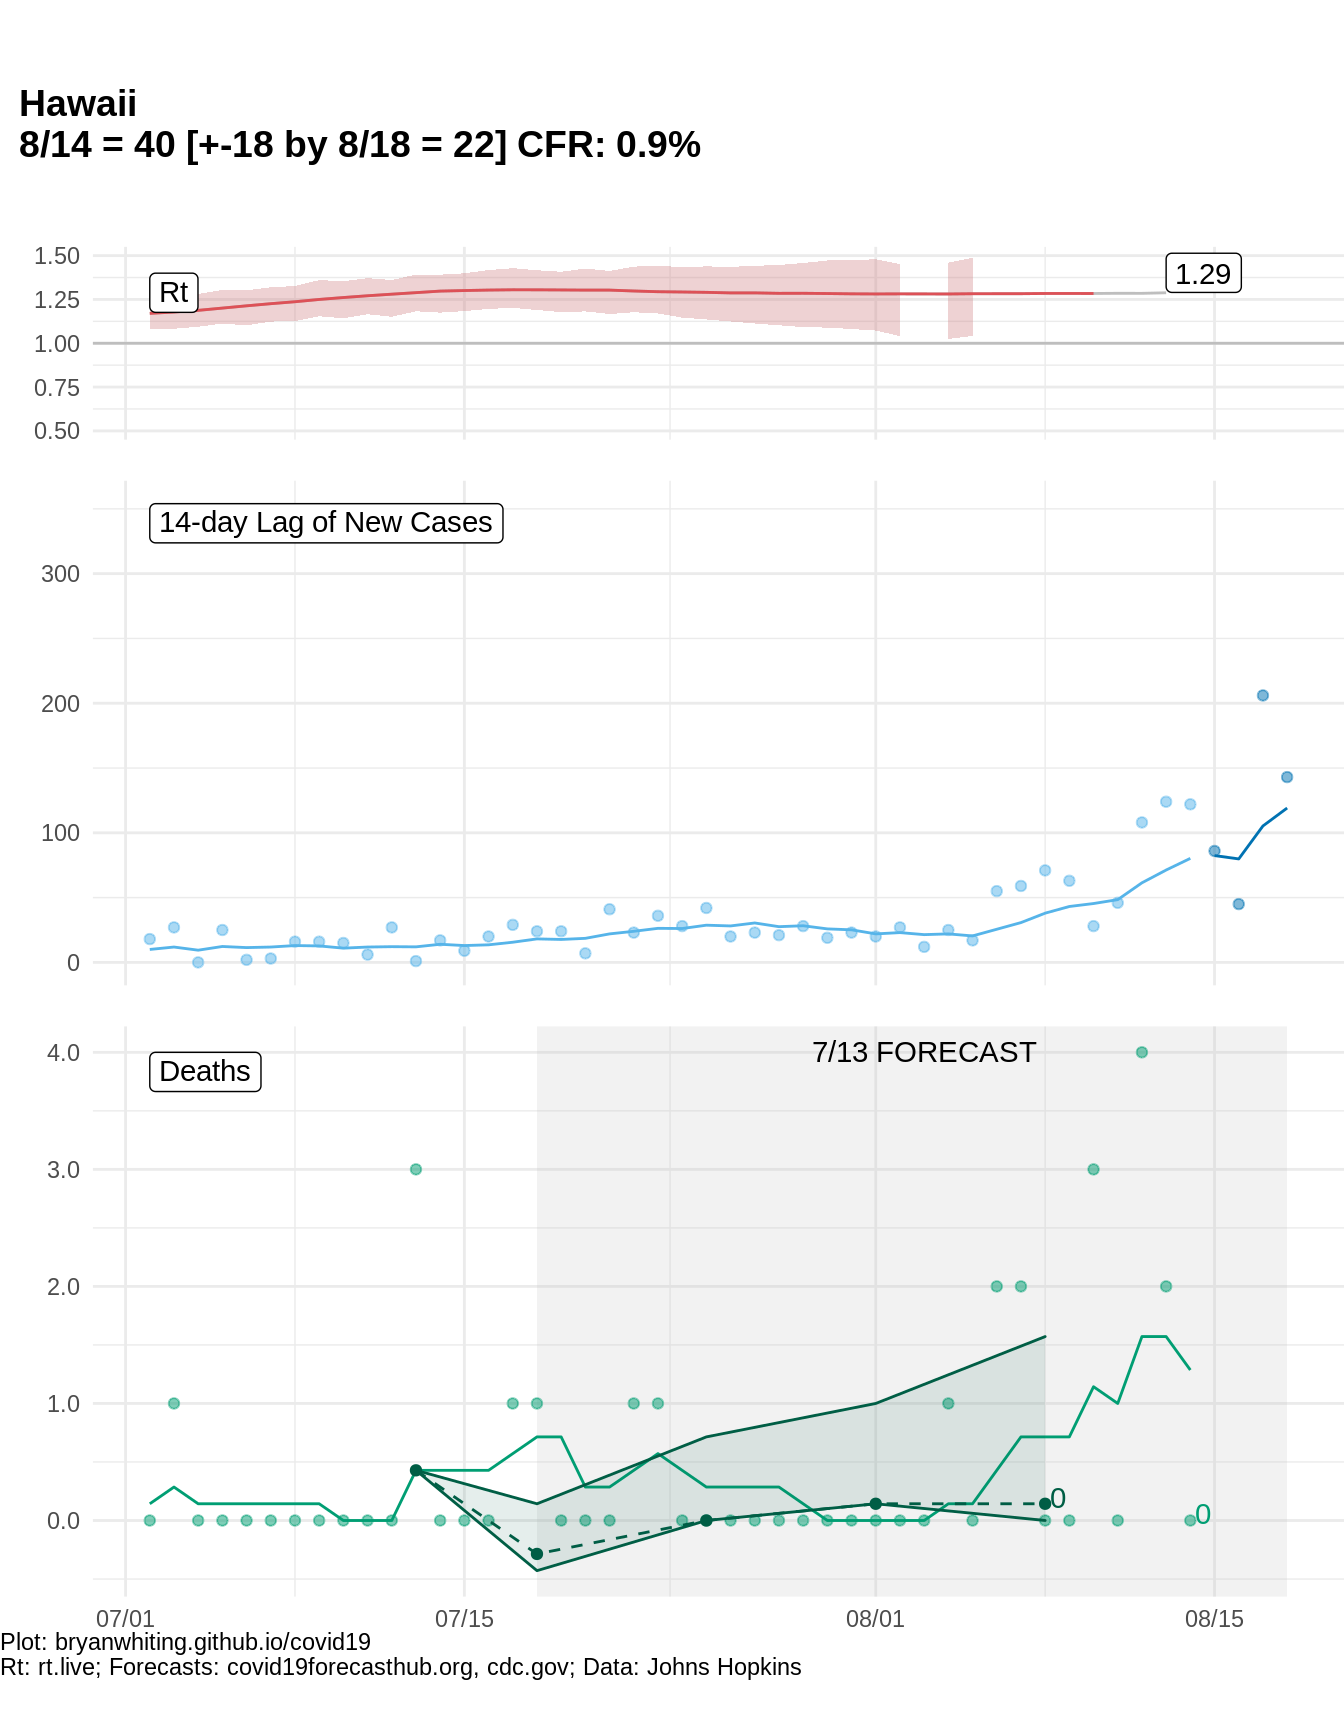 Hawaii
8/14 = 40 [+-18 by 8/18 = 22] CFR: 0.9%
1.50
1.25
1.00
0.75
0.50
Rt
1.29
14-day Lag of New Cases
300
200
100
0
Deaths
7/13 FORECAST
4.0
3.0
2.0
1.0
0.0
0
0
07/01 07/15 08/01 08/15
Plot: bryanwhiting.github.io/covid19
Rt: rt.live; Forecasts: covid19forecasthub.org, cdc.gov; Data: Johns Hopkins